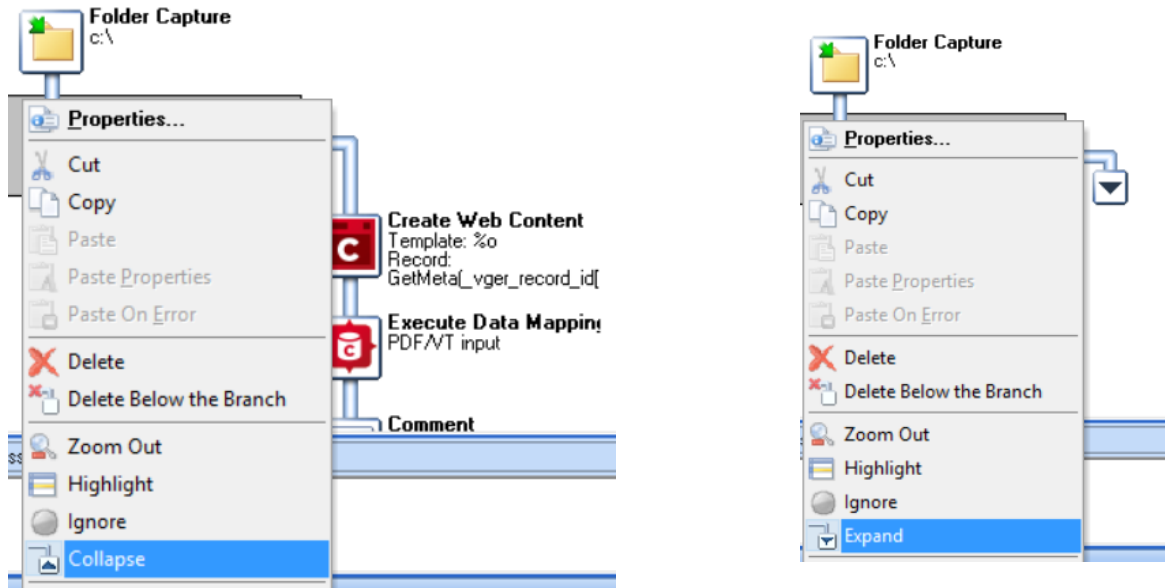 Folder Capture
c:\
Properties...
Cut
Copy
Paste
Paste Properties
Paste On Error
Delete
Delete Below the Branch
Zoom Out
Highlight
Ignore
Collapse
Create Web Content
Template: %o
Record:
GetMeta(_vger_record_id[
Execute Data Mapping
PDF/VT input
Comment
ss
Folder Capture
c:\
Properties...
Cut
Copy
Paste
Paste Properties
Paste On Error
Delete
Delete Below the Branch
Zoom Out
Highlight
Ignore
Expand